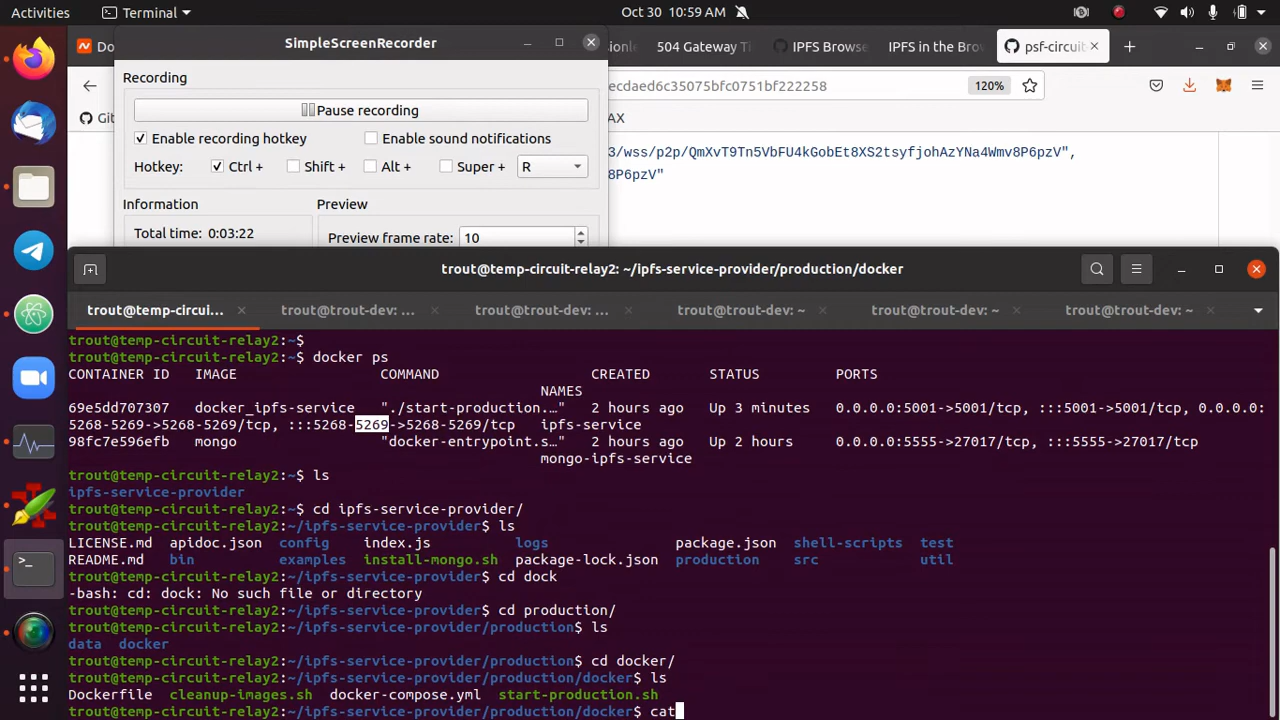 Activities
Terminal
Oct 30 10:59 AM
SimpleScreenRecorder
Recording
Pause recording
Enable recording hotkey
Enable sound notifications
Hotkey:
Ctrl +
Shift +
Alt +
Super +
R
Information
Preview
Total time: 0:03:22
Preview frame rate:
10
Do
504 Gateway Ti
IPFS Browse
IPFS in the Bro
psf-circuit
ecdaed6c35075bfc0751bf222258
120%
Git
AX
3/wss/p2p/QmXvT9Tn5VbFU4kGobEt8XS2tsyfjohAzYNa4Wmv8P6pzV",
8P6pzV"
trout@temp-circuit-relay2: ~/ipfs-service-provider/production/docker
trout@temp-circui...
trout@trout-dev: ...
trout@trout-dev: ...
trout@trout-dev: ~
trout@trout-dev: ~
trout@trout-dev: ~
trout@temp-circuit-relay2:~$
trout@temp-circuit-relay2:~$ docker ps
CONTAINER ID   IMAGE   COMMAND   CREATED   STATUS   PORTS
NAMES
69e5dd707307   docker_ipfs-service   "./start-production.…"   2 hours ago   Up 3 minutes   0.0.0.0:5001->5001/tcp, :::5001->5001/tcp, 0.0.0.0:
5268-5269->5268-5269/tcp, :::5268-5269->5268-5269/tcp   ipfs-service
98fc7e596efb   mongo   "docker-entrypoint.s…"   2 hours ago   Up 2 hours   0.0.0.0:5555->27017/tcp, :::5555->27017/tcp
mongo-ipfs-service
trout@temp-circuit-relay2:~$ ls
ipfs-service-provider
trout@temp-circuit-relay2:~$ cd ipfs-service-provider/
trout@temp-circuit-relay2:~/ipfs-service-provider$ ls
LICENSE.md   apidoc.json   config   index.js   logs   package.json   shell-scripts   test
README.md   bin   examples   install-mongo.sh   package-lock.json   production   src   util
trout@temp-circuit-relay2:~/ipfs-service-provider$ cd dock
-bash: cd: dock: No such file or directory
trout@temp-circuit-relay2:~/ipfs-service-provider$ cd production/
trout@temp-circuit-relay2:~/ipfs-service-provider/production$ ls
data   docker
trout@temp-circuit-relay2:~/ipfs-service-provider/production$ cd docker/
trout@temp-circuit-relay2:~/ipfs-service-provider/production/docker$ ls
Dockerfile   cleanup-images.sh   docker-compose.yml   start-production.sh
trout@temp-circuit-relay2:~/ipfs-service-provider/production/docker$ cat